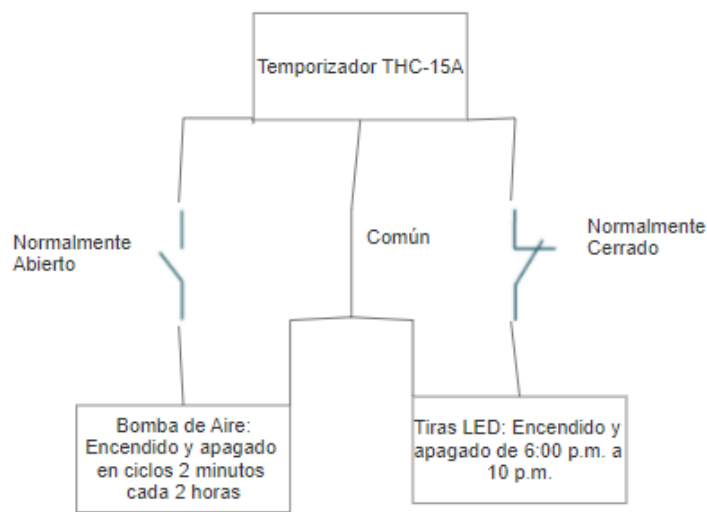 Temporizador THC-15A
Normalmente
Abierto
Común
Normalmente
Cerrado
Bomba de Aire:
Encendido y apagado
en ciclos 2 minutos
cada 2 horas
Tiras LED: Encendido y
apagado de 6:00 p.m. a
10 p.m.